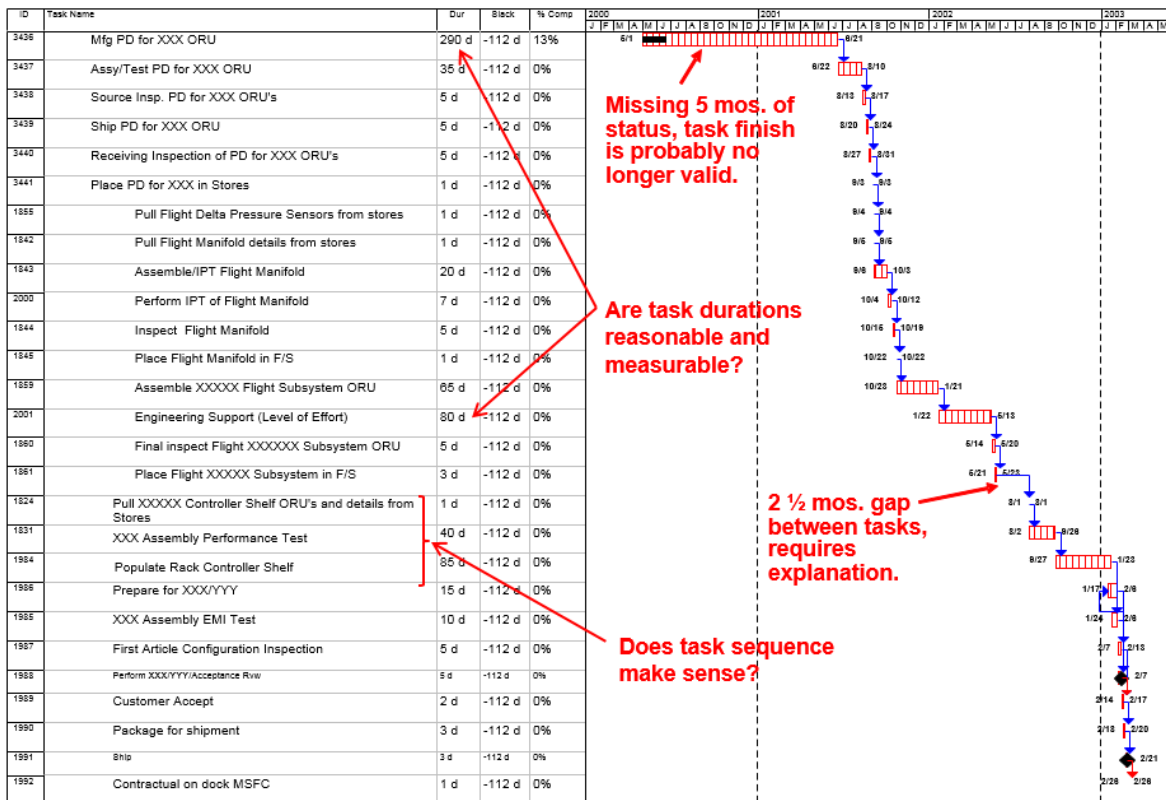 ID Task Name Dur Black % Comp 2000 2001 2002 2003
J F M A M J J A S O N D J F M A M J J A S O N D J F M A M J J A S O N D J F M A
3436 Mfg PD for XXX ORU 290 d -112 d 13% 5/1 6/21
3437 Assy/Test PD for XXX ORU 35 d -112 d 0% 6/22 8/10
3438 Source Insp. PD for XXX ORU's 5 d -112 d 0% 8/13 8/17
3439 Ship PD for XXX ORU 5 d -112 d 0% 8/20 8/24
3440 Receiving Inspection of PD for XXX ORU's 5 d -112 d 0% 8/27 8/31
3441 Place PD for XXX in Stores 1 d -112 d 0% 9/3 9/3
1855 Pull Flight Delta Pressure Sensors from stores 1 d -112 d 0% 9/4 9/4
1842 Pull Flight Manifold details from stores 1 d -112 d 0% 9/5 9/5
1843 Assemble/IPT Flight Manifold 20 d -112 d 0% 9/6 10/3
2000 Perform IPT of Flight Manifold 7 d -112 d 0% 10/4 10/12
1844 Inspect Flight Manifold 5 d -112 d 0% 10/15 10/19
1845 Place Flight Manifold in F/S 1 d -112 d 0% 10/22 10/22
1859 Assemble XXXXX Flight Subsystem ORU 65 d -112 d 0% 10/23 1/21
2001 Engineering Support (Level of Effort) 80 d -112 d 0% 1/22 5/13
1860 Final inspect Flight XXXXXX Subsystem ORU 5 d -112 d 0% 5/14 5/20
1861 Place Flight XXXXX Subsystem in F/S 3 d -112 d 0% 5/21 5/23
1824 Pull XXXXX Controller Shelf ORU's and details from 1 d -112 d 0% 8/1 8/1
Stores
1831 XXX Assembly Performance Test 40 d -112 d 0% 8/2 9/26
1984 Populate Rack Controller Shelf 85 d -112 d 0% 9/27 1/23
1986 Prepare for XXX/YYY 15 d -112 d 0% 1/17 2/6
1985 XXX Assembly EMI Test 10 d -112 d 0% 1/24 2/6
1987 First Article Configuration Inspection 5 d -112 d 0% 2/7 2/13
1988 Perform XXX/YYY/Acceptance Rvw 5 d -112 d 0% 2/7
1989 Customer Accept 2 d -112 d 0% 2/14 2/17
1990 Package for shipment 3 d -112 d 0% 2/18 2/20
1991 Ship 3 d -112 d 0% 2/21
1992 Contractual on dock MSFC 1 d -112 d 0% 2/26 2/26
Missing 5 mos. of
status, task finish
is probably no
longer valid.
Are task durations
reasonable and
measurable?
2 ½ mos. gap
between tasks,
requires
explanation.
Does task sequence
make sense?